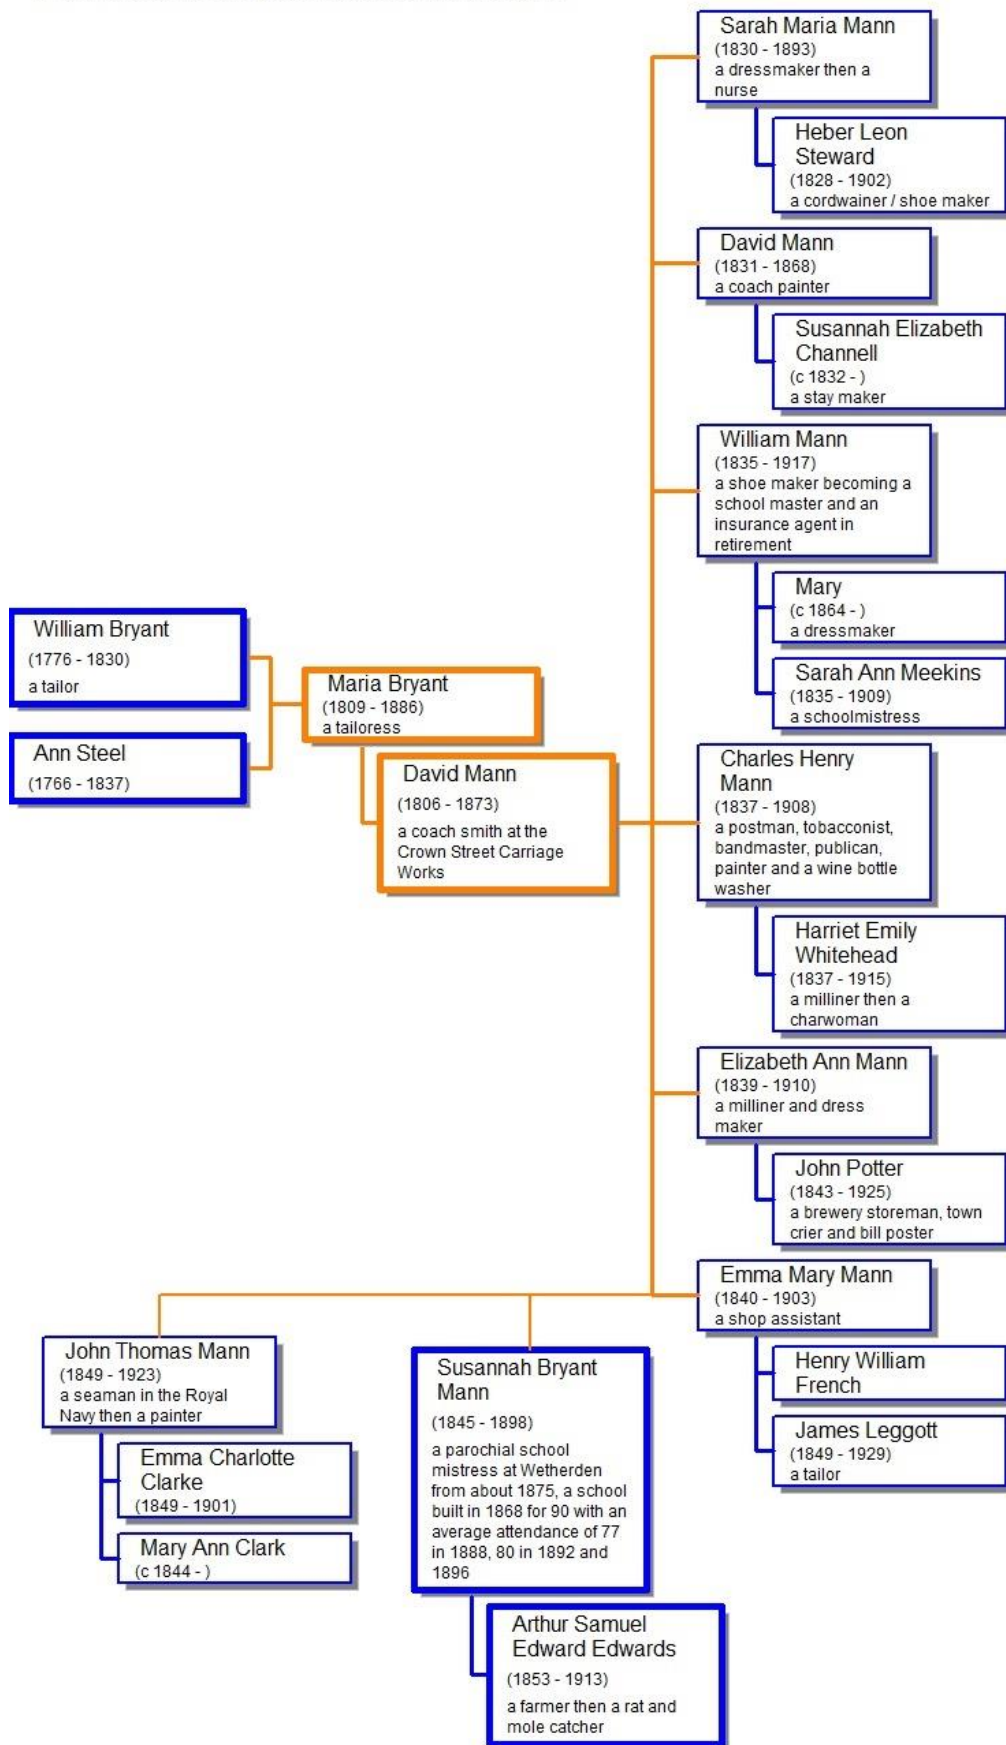 Sarah Maria Mann
(1830 - 1893)
a dressmaker then a
nurse
Heber Leon
Steward
(1828 - 1902)
a cordwainer / shoe maker
David Mann
(1831 - 1868)
a coach painter
Susannah Elizabeth
Channell
(c 1832 - )
a stay maker
William Mann
(1835 - 1917)
a shoe maker becoming a
school master and an
insurance agent in
retirement
Mary
(c 1864 - )
a dressmaker
Sarah Ann Meekins
(1835 - 1909)
a schoolmistress
William Bryant
(1776 - 1830)
a tailor
Ann Steel
(1766 - 1837)
Maria Bryant
(1809 - 1886)
a tailoress
David Mann
(1806 - 1873)
a coach smith at the
Crown Street Carriage
Works
Charles Henry
Mann
(1837 - 1908)
a postman, tobacconist,
bandmaster, publican,
painter and a wine bottle
washer
Harriet Emily
Whitehead
(1837 - 1915)
a milliner then a
charwoman
Elizabeth Ann Mann
(1839 - 1910)
a milliner and dress
maker
John Potter
(1843 - 1925)
a brewery storeman, town
crier and bill poster
Emma Mary Mann
(1840 - 1903)
a shop assistant
Henry William
French
James Leggott
(1849 - 1929)
a tailor
John Thomas Mann
(1849 - 1923)
a seaman in the Royal
Navy then a painter
Emma Charlotte
Clarke
(1849 - 1901)
Mary Ann Clark
(c 1844 - )
Susannah Bryant
Mann
(1845 - 1898)
a parochial school
mistress at Wetherden
from about 1875, a school
built in 1868 for 90 with an
average attendance of 77
in 1888, 80 in 1892 and
1896
Arthur Samuel
Edward Edwards
(1853 - 1913)
a farmer then a rat and
mole catcher